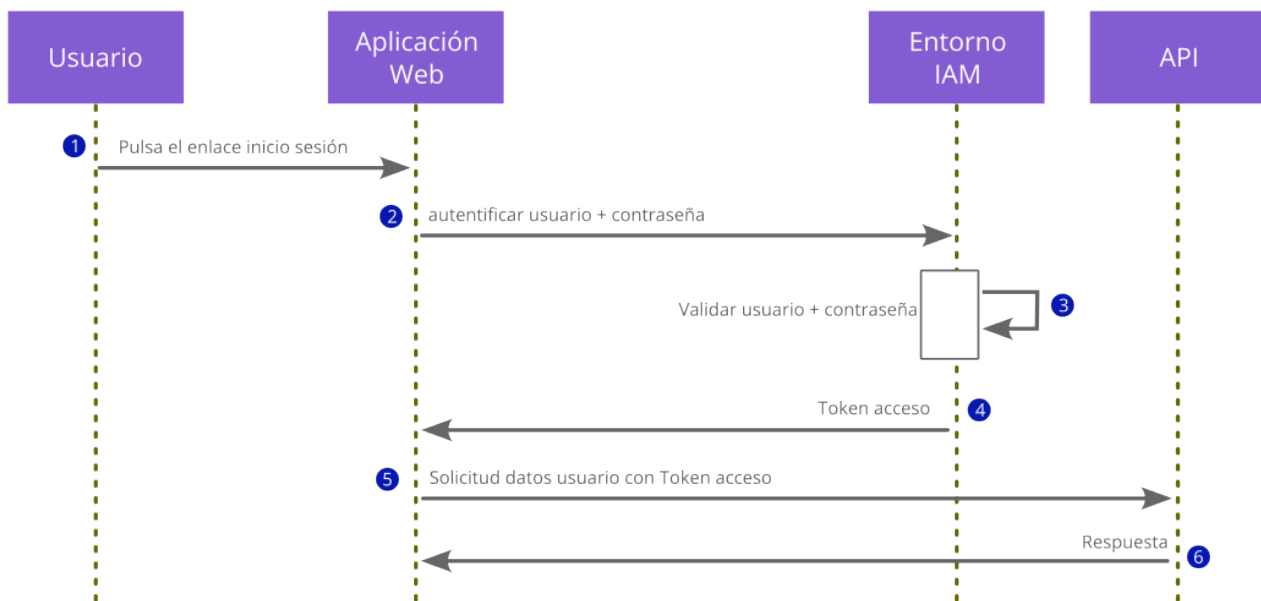 Usuario
Aplicación
Web
Entorno
IAM
API
1
Pulsa el enlace inicio sesión
2
autentificar usuario + contraseña
Validar usuario + contraseña
3
Token acceso
4
5
Solicitud datos usuario con Token acceso
Respuesta
6